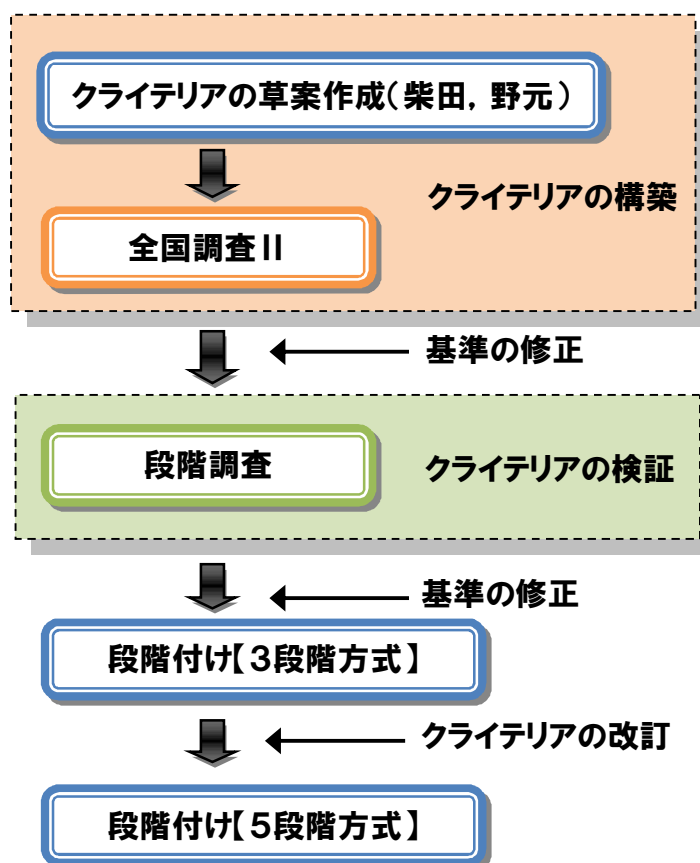 クライテリアの草案作成（柴田，野元）
クライテリアの構築
全国調査Ⅱ
基準の修正
段階調査
クライテリアの検証
基準の修正
段階付け【３段階方式】
クライテリアの改訂
段階付け【５段階方式】